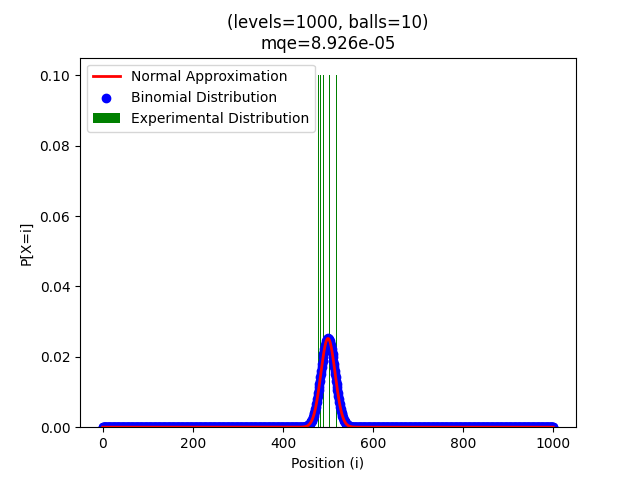 (levels=1000, balls=10)
mqe=8.926e-05
Normal Approximation
Binomial Distribution
Experimental Distribution
0.10
0.08
0.06
0.04
0.02
0.00
P[X=i]
0 200 400 600 800 1000
Position (i)